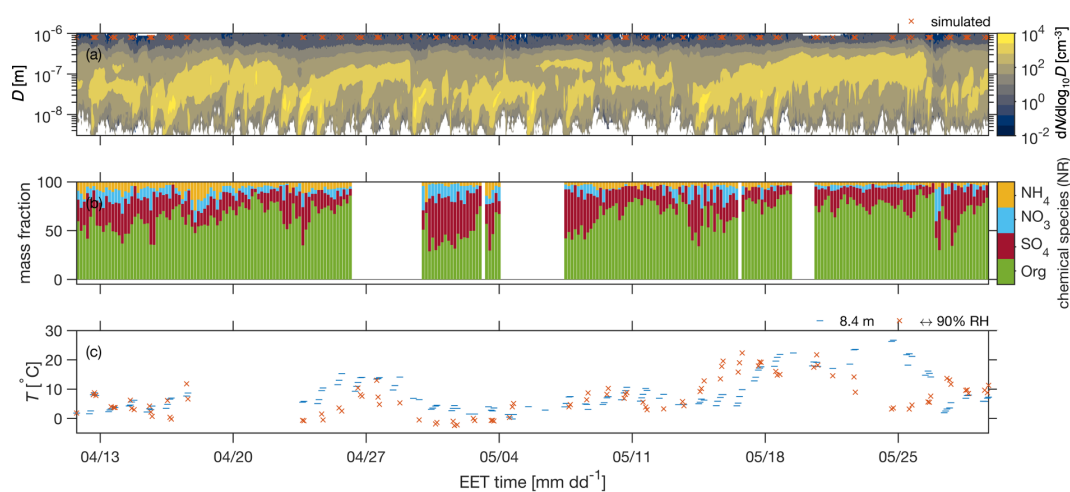 × simulated
10⁻⁶
10⁻⁷
10⁻⁸
D [m]
(a)
10⁴
10²
10⁰
10⁻²
dN/dlog₁₀D [cm⁻³]
100
50
0
mass fraction
(b)
NH₄
NO₃
SO₄
Org
chemical species (NR)
– 8.4 m × ↔ 90% RH
30
20
10
0
T [°C]
(c)
04/13 04/20 04/27 05/04 05/11 05/18 05/25
EET time [mm dd⁻¹]